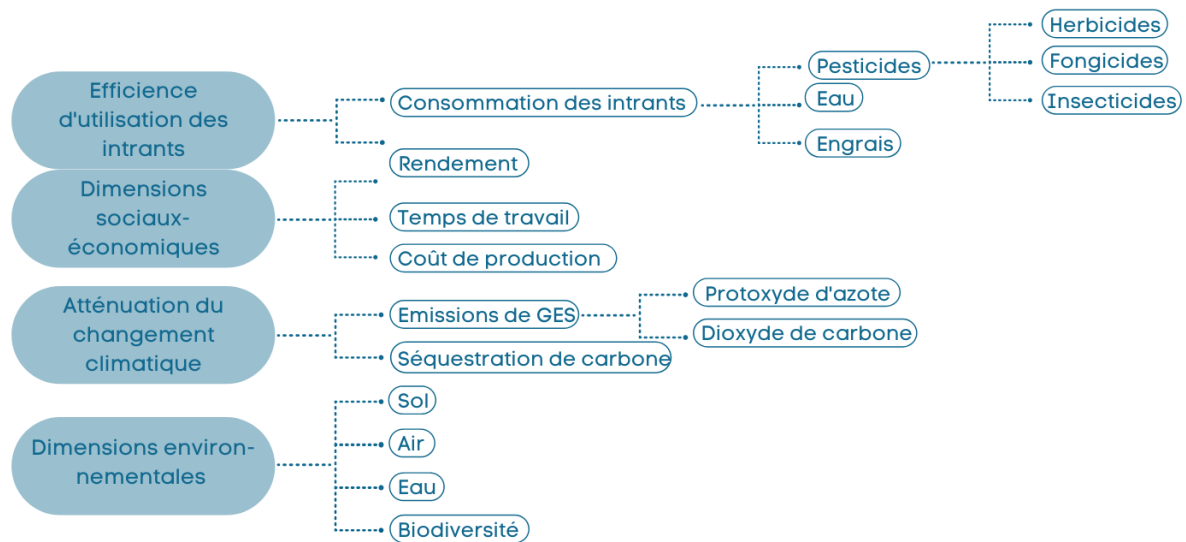 Efficience
d'utilisation des
intrants
Consommation des intrants
Pesticides
Herbicides
Fongicides
Insecticides
Eau
Engrais
Rendement
Dimensions
sociaux-
économiques
Temps de travail
Coût de production
Atténuation du
changement
climatique
Emissions de GES
Protoxyde d'azote
Dioxyde de carbone
Séquestration de carbone
Dimensions environ-
nementales
Sol
Air
Eau
Biodiversité